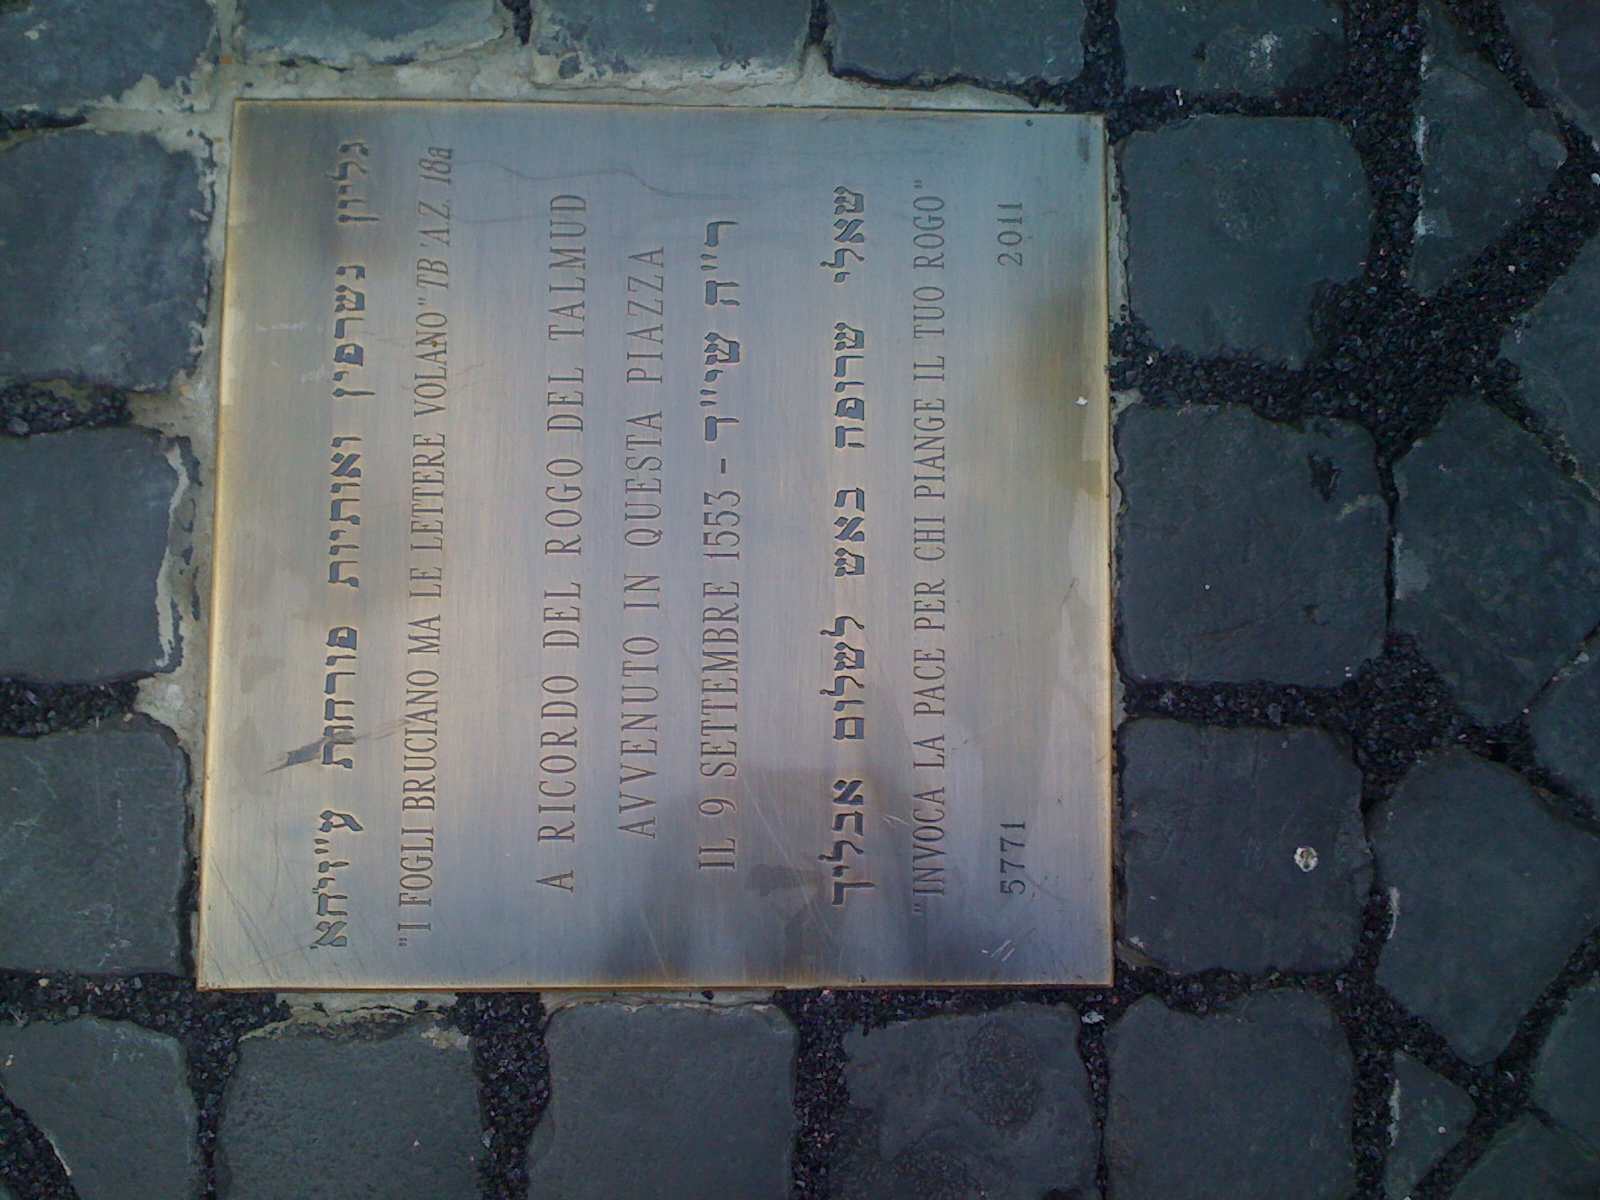 גליון נשרפין ואותיות פורחות ע"ז י"ח א
"I FOGLI BRUCIANO MA LE LETTERE VOLANO" TB 'A.Z. 18a
A RICORDO DEL ROGO DEL TALMUD
AVVENUTO IN QUESTA PIAZZA
IL 9 SETTEMBRE 1553 - ר"ה שי"ד
שאלי שרופה באש לשלום אבליך
"INVOCA LA PACE PER CHI PIANGE IL TUO ROGO"
5771 2011